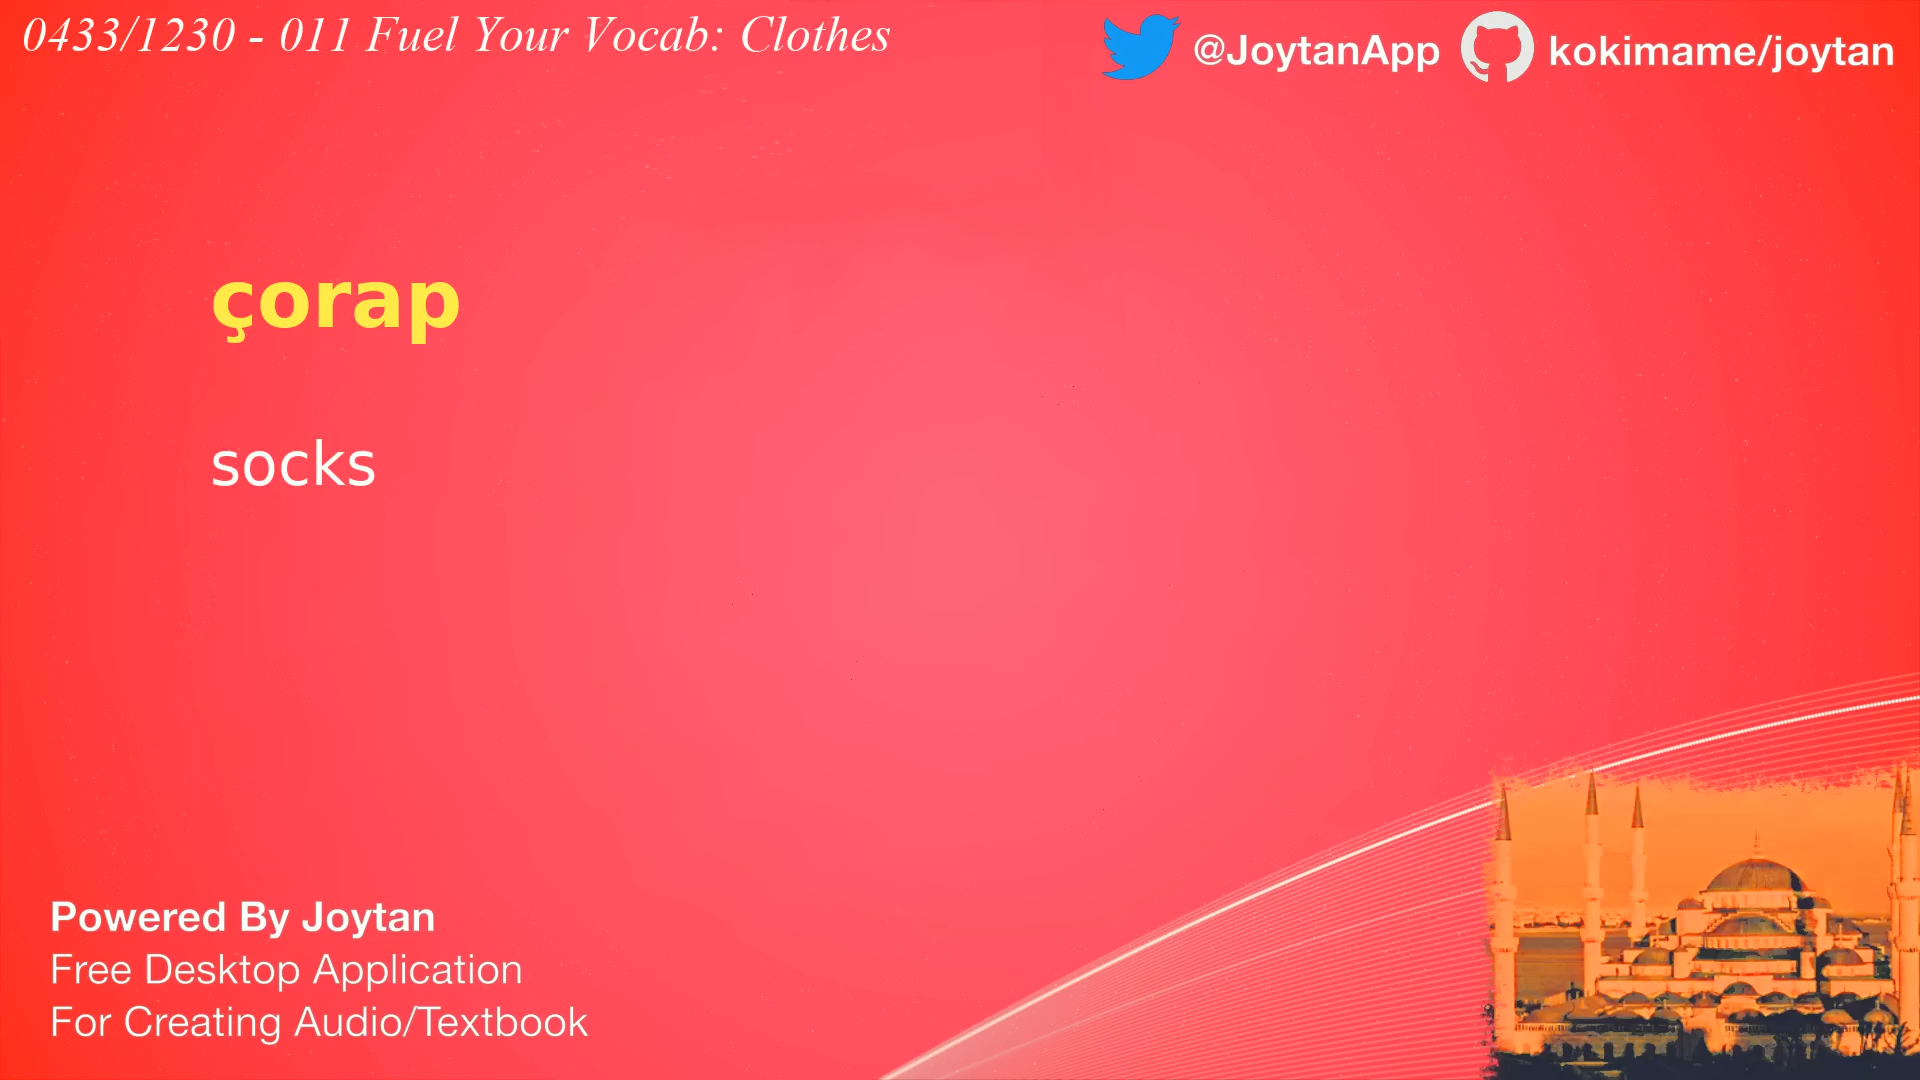 0433/1230 - 011 Fuel Your Vocab: Clothes
@JoytanApp
kokimame/joytan
çorap
socks
Powered By Joytan
Free Desktop Application
For Creating Audio/Textbook